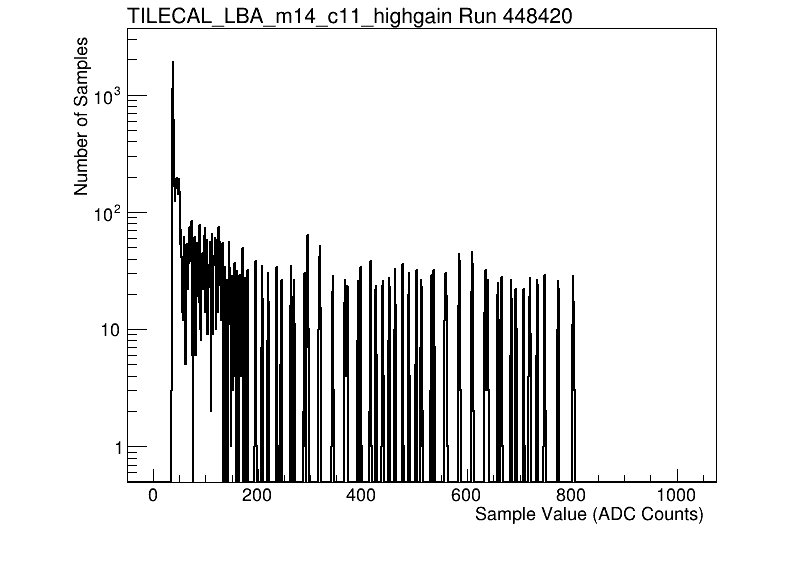 TILECAL_LBA_m14_c11_highgain Run 448420
Number of Samples
10³
10²
10
1
0 200 400 600 800 1000
Sample Value (ADC Counts)